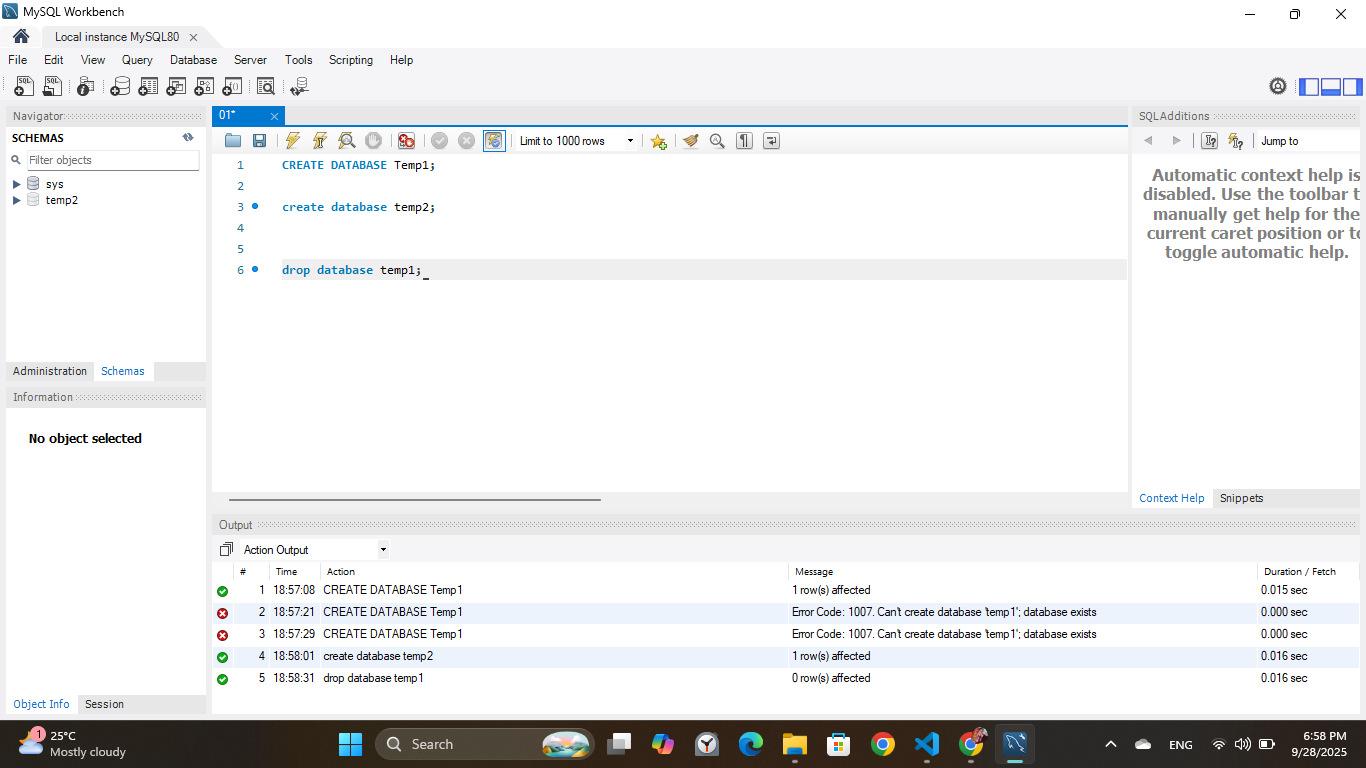 MySQL Workbench
Local instance MySQL80
File Edit View Query Database Server Tools Scripting Help
Navigator
SCHEMAS
Filter objects
sys
temp2
Administration Schemas
Information
No object selected
Object Info Session
01*
Limit to 1000 rows
1 CREATE DATABASE Temp1;
2
3 create database temp2;
4
5
6 drop database temp1;
SQLAdditions
Jump to
Automatic context help is
disabled. Use the toolbar t
manually get help for the
current caret position or to
toggle automatic help.
Context Help Snippets
Output
Action Output
# Time Action Message Duration / Fetch
1 18:57:08 CREATE DATABASE Temp1 1 row(s) affected 0.015 sec
2 18:57:21 CREATE DATABASE Temp1 Error Code: 1007. Can't create database 'temp1'; database exists 0.000 sec
3 18:57:29 CREATE DATABASE Temp1 Error Code: 1007. Can't create database 'temp1'; database exists 0.000 sec
4 18:58:01 create database temp2 1 row(s) affected 0.016 sec
5 18:58:31 drop database temp1 0 row(s) affected 0.016 sec
1
25°C
Mostly cloudy
Search
ENG
6:58 PM
9/28/2025